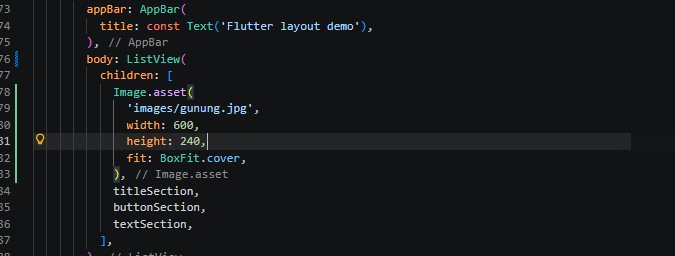 73 appBar: AppBar(
74 title: const Text('Flutter layout demo'),
75 ), // AppBar
76 body: ListView(
77 children: [
78 Image.asset(
79 'images/gunung.jpg',
80 width: 600,
81 height: 240,
82 fit: BoxFit.cover,
83 ), // Image.asset
84 titleSection,
85 buttonSection,
86 textSection,
87 ],
88 ), // ListView